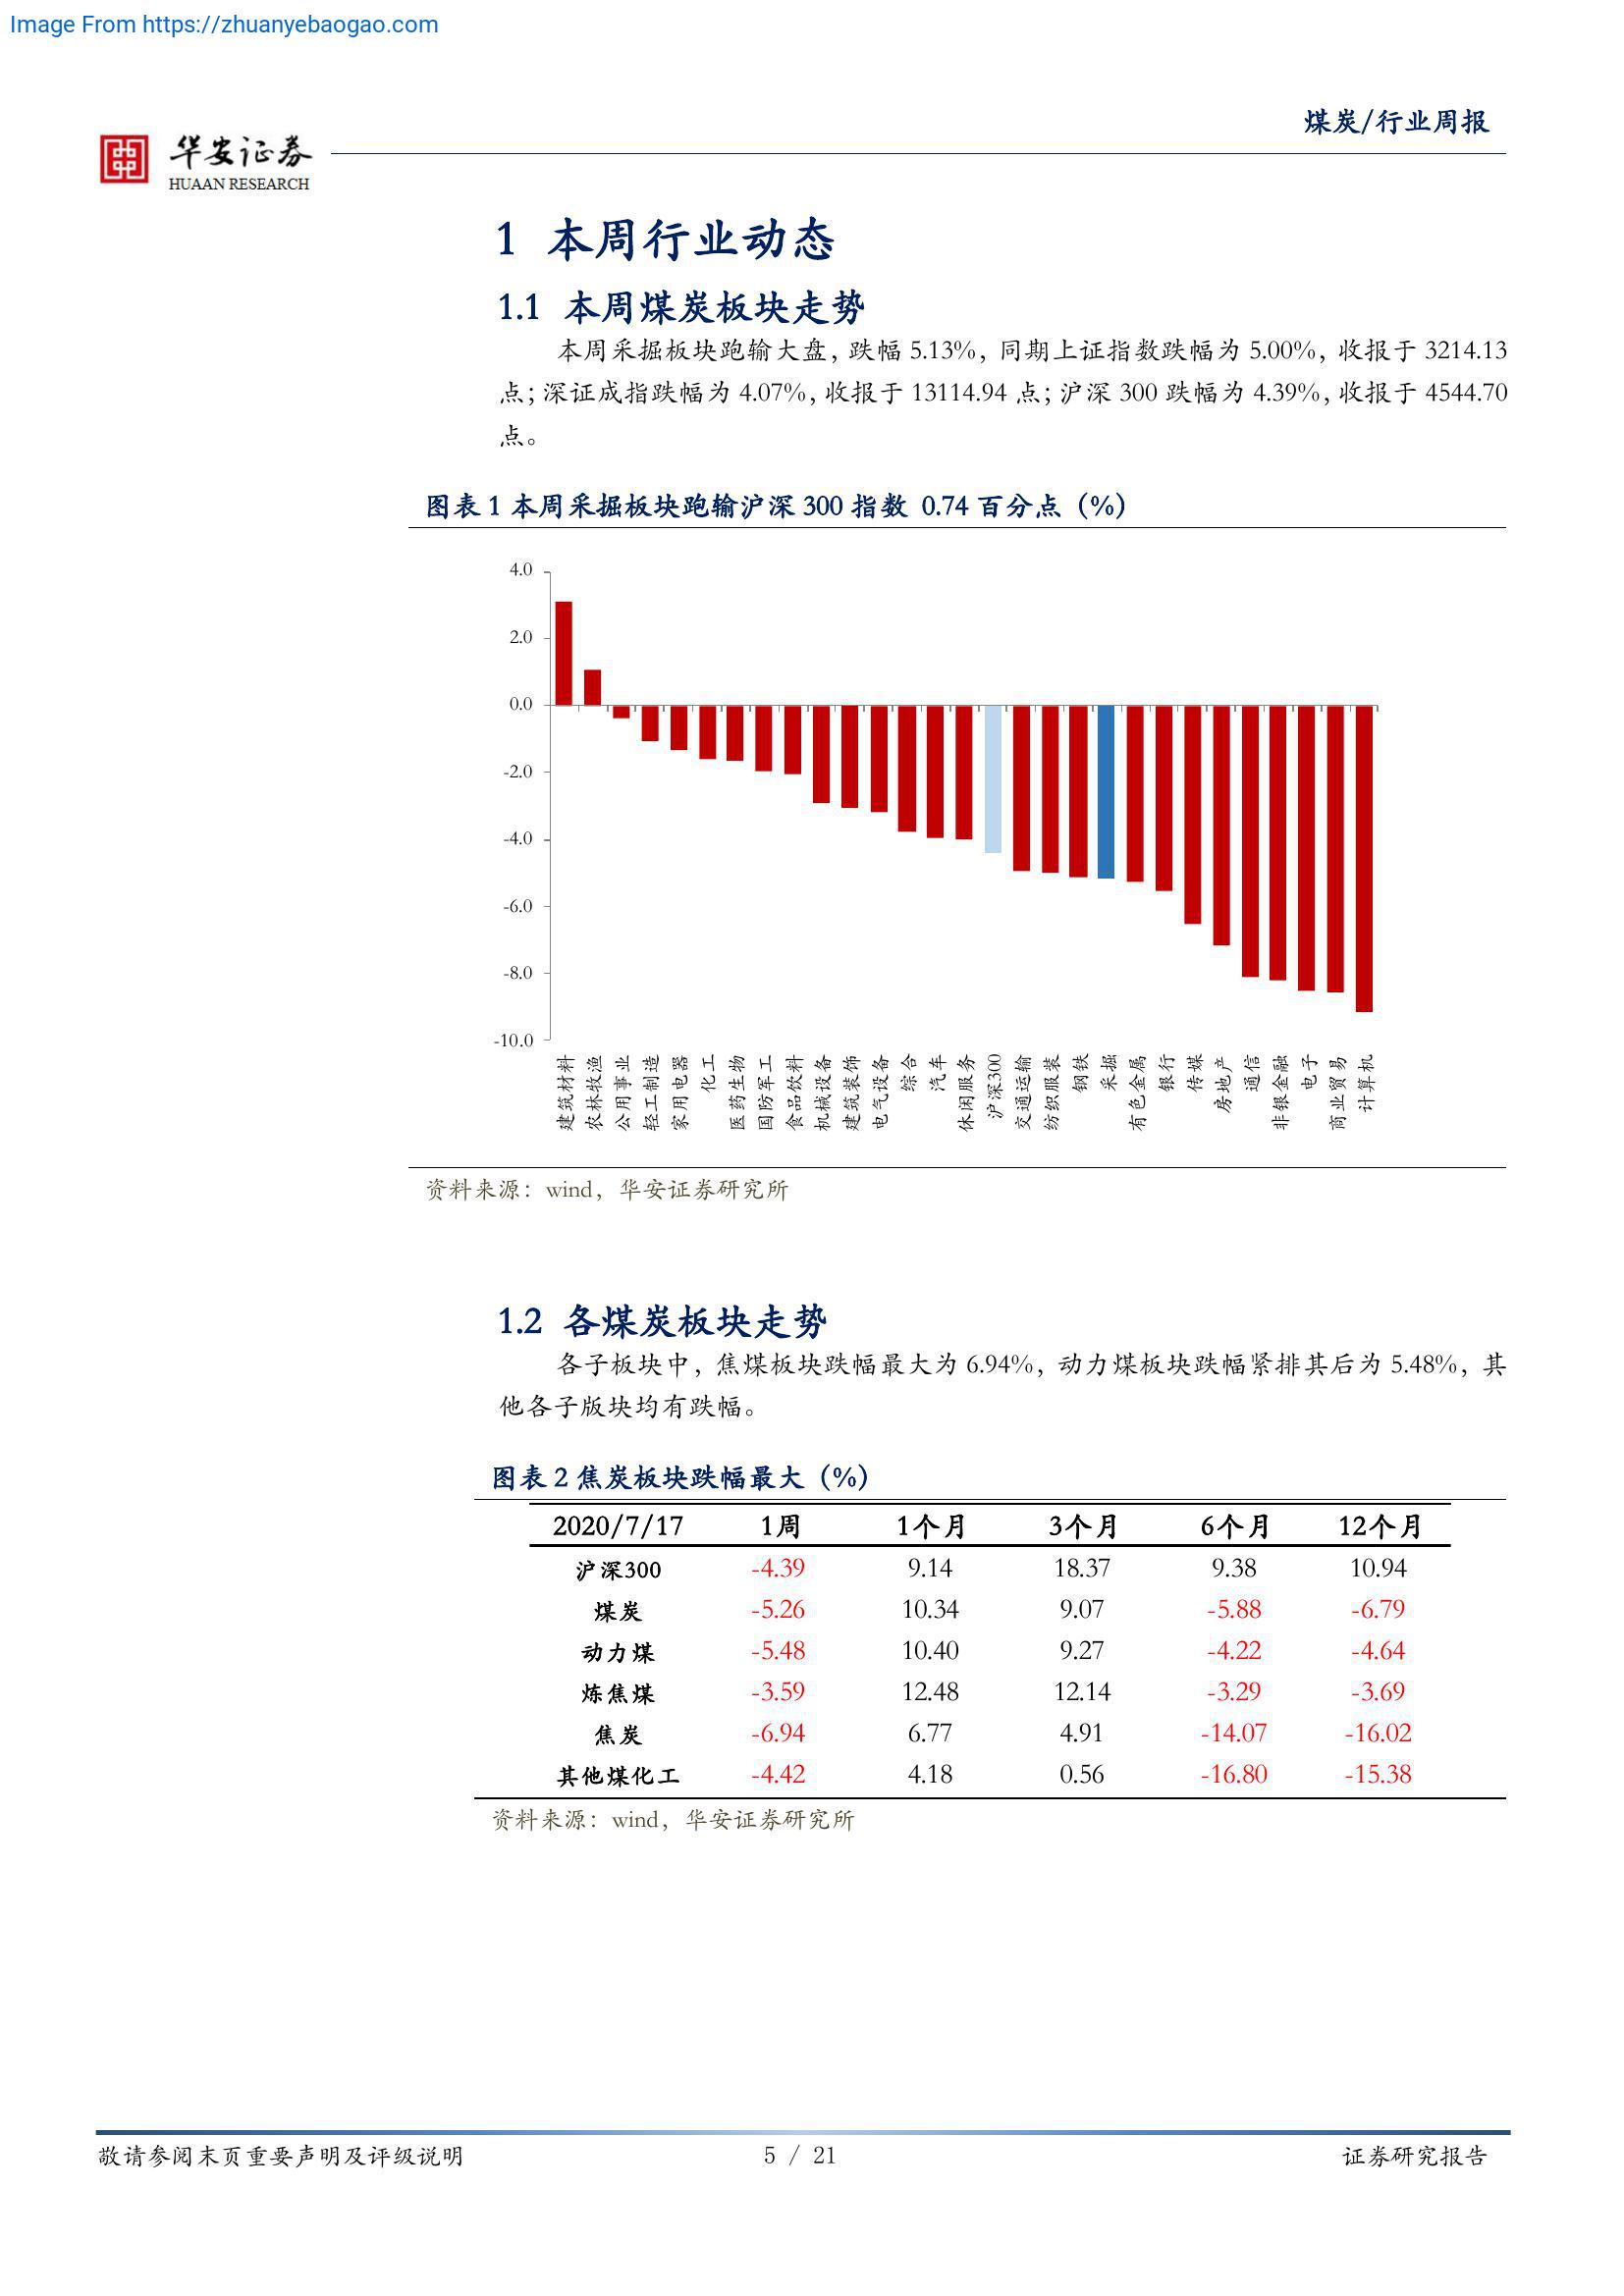 Image From https://zhuanyebaogao.com
华安证券
HUAAN RESEARCH
煤炭/行业周报
1 本周行业动态
1.1 本周煤炭板块走势
本周采掘板块跑输大盘，跌幅 5.13%，同期上证指数跌幅为 5.00%，收报于 3214.13
点；深证成指跌幅为 4.07%，收报于 13114.94 点；沪深 300 跌幅为 4.39%，收报于 4544.70
点。
图表 1 本周采掘板块跑输沪深 300 指数 0.74 百分点（%）
4.0
2.0
0.0
-2.0
-4.0
-6.0
-8.0
-10.0
建筑材料
农林牧渔
公用事业
轻工制造
家用电器
化工
医药生物
国防军工
食品饮料
机械设备
建筑装饰
电气设备
综合
汽车
休闲服务
沪深300
交通运输
纺织服装
钢铁
采掘
有色金属
银行
传媒
房地产
通信
非银金融
电子
商业贸易
计算机
资料来源：wind，华安证券研究所
1.2 各煤炭板块走势
各子板块中，焦煤板块跌幅最大为 6.94%，动力煤板块跌幅紧排其后为 5.48%，其
他各子版块均有跌幅。
图表 2 焦炭板块跌幅最大（%）
2020/7/17 1周 1个月 3个月 6个月 12个月
沪深300 -4.39 9.14 18.37 9.38 10.94
煤炭 -5.26 10.34 9.07 -5.88 -6.79
动力煤 -5.48 10.40 9.27 -4.22 -4.64
炼焦煤 -3.59 12.48 12.14 -3.29 -3.69
焦炭 -6.94 6.77 4.91 -14.07 -16.02
其他煤化工 -4.42 4.18 0.56 -16.80 -15.38
资料来源：wind，华安证券研究所
敬请参阅末页重要声明及评级说明 5 / 21 证券研究报告